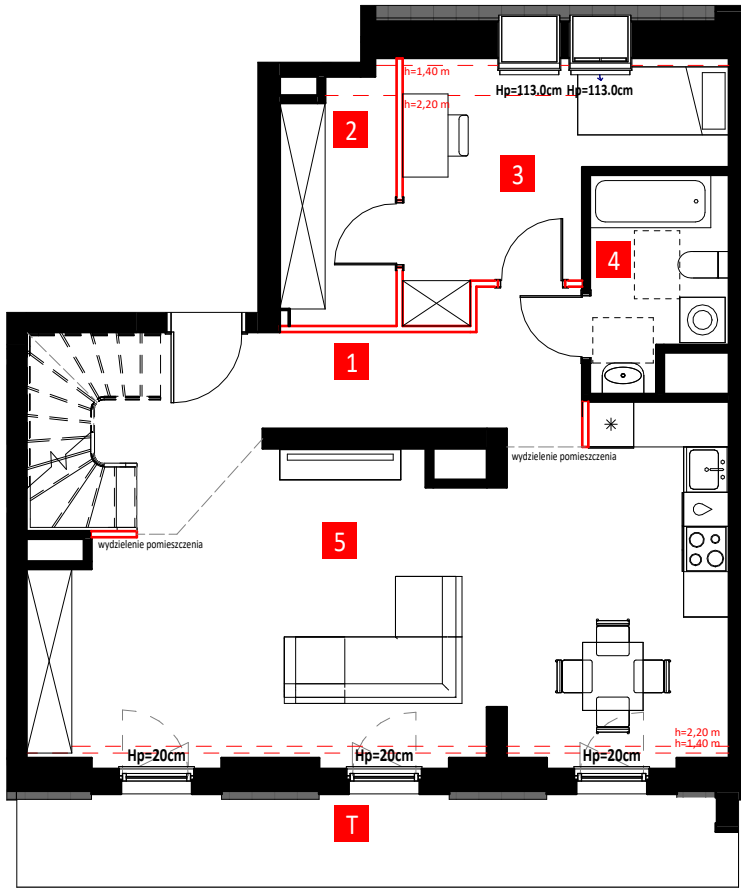 h=1,40 m
Hp=113.0cm Hp=113.0cm
h=2,20 m
2
3
4
1
wydzielenie pomieszczenia
5
wydzielenie pomieszczenia
h=2,20 m
h=1,40 m
Hp=20cm Hp=20cm Hp=20cm
T